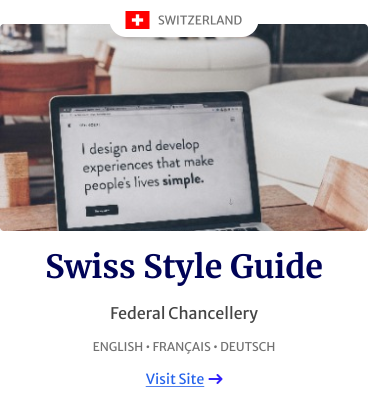 SWITZERLAND
I design and develop
experiences that make
people's lives simple.
Swiss Style Guide
Federal Chancellery
ENGLISH • FRANÇAIS • DEUTSCH
Visit Site →